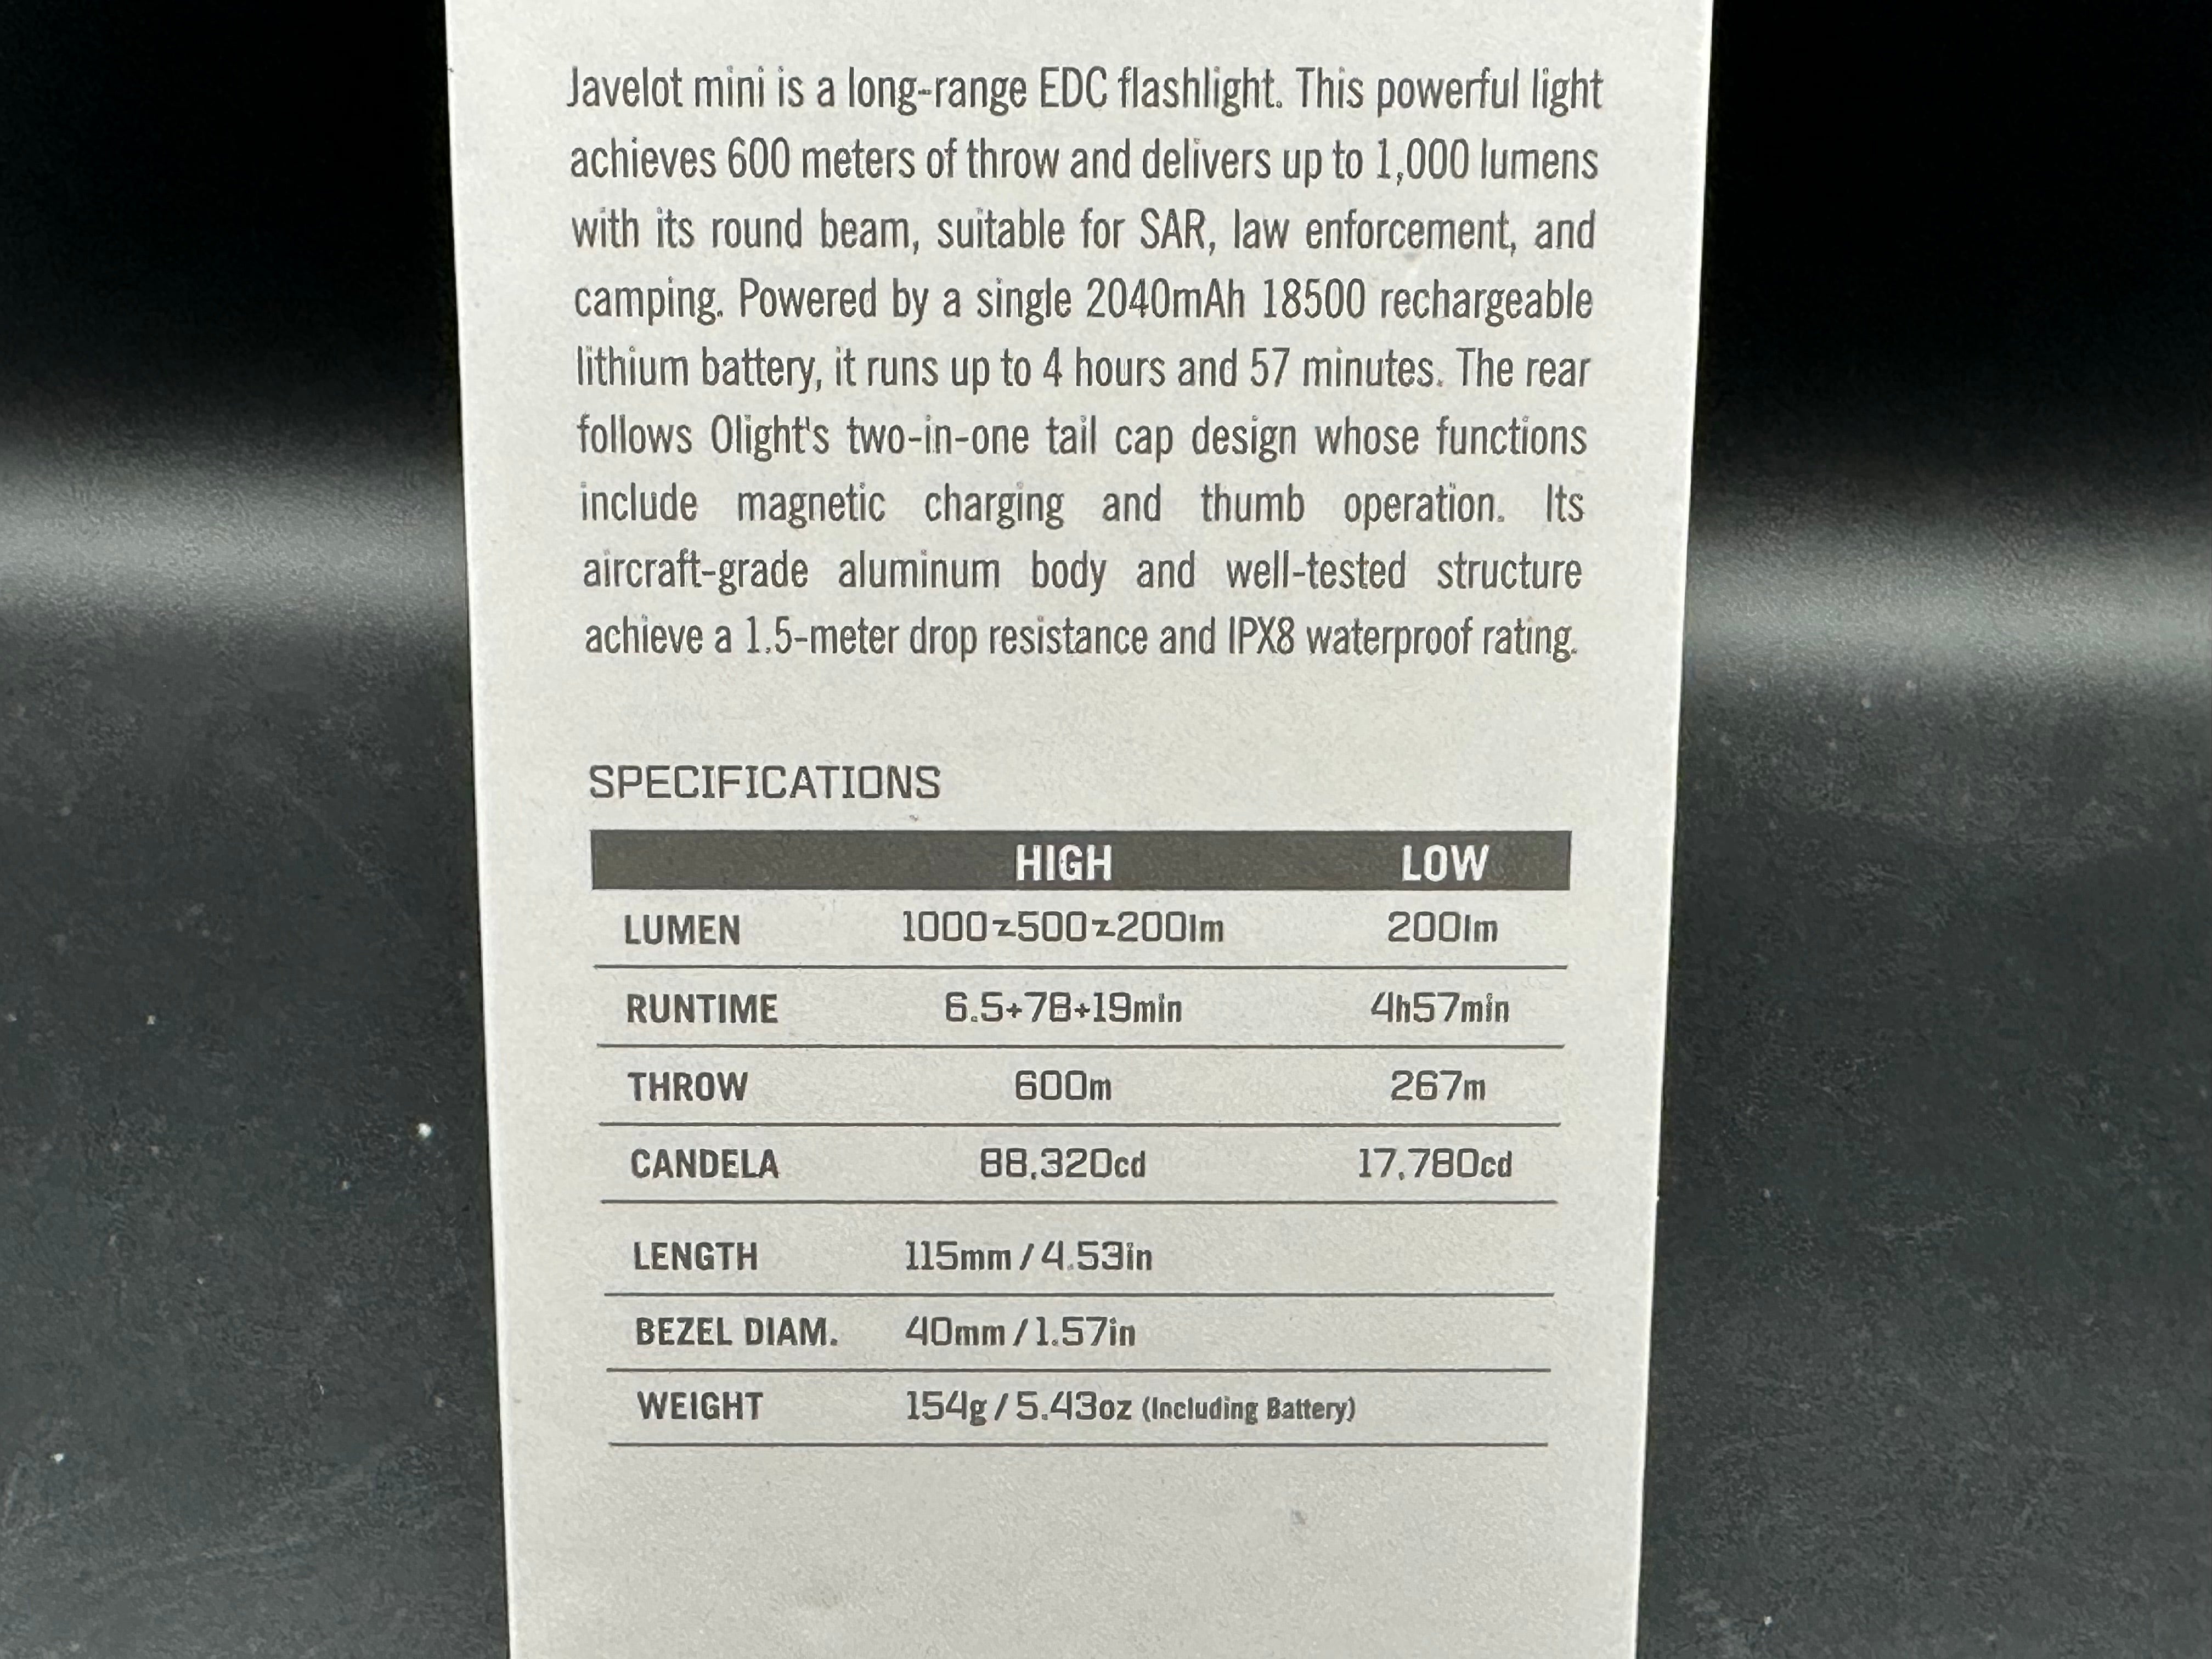 Javelot mini is a long-range EDC flashlight. This powerful light
achieves 600 meters of throw and delivers up to 1,000 lumens
with its round beam, suitable for SAR, law enforcement, and
camping. Powered by a single 2040mAh 18500 rechargeable
lithium battery, it runs up to 4 hours and 57 minutes. The rear
follows Olight's two-in-one tail cap design whose functions
include magnetic charging and thumb operation. Its
aircraft-grade aluminum body and well-tested structure
achieve a 1.5-meter drop resistance and IPX8 waterproof rating.
SPECIFICATIONS
HIGH LOW
LUMEN 1000~500~200lm 200lm
RUNTIME 6.5+78+19min 4h57min
THROW 600m 267m
CANDELA 88,320cd 17,780cd
LENGTH 115mm / 4.53in
BEZEL DIAM. 40mm / 1.57in
WEIGHT 154g / 5.43oz (Including Battery)